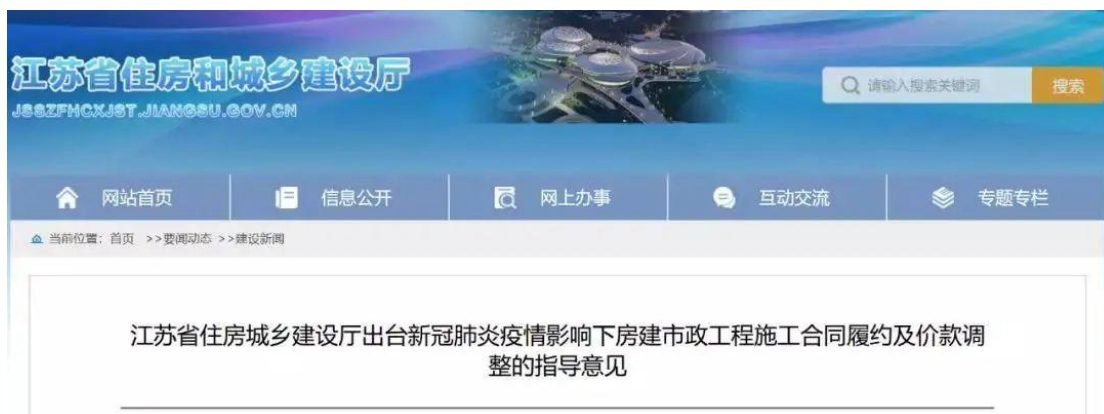 江苏省住房和城乡建设厅
JSSZFHCXJST.JIANGSU.GOV.CN
请输入搜索关键词
搜索
网站首页
信息公开
网上办事
互动交流
专题专栏
当前位置：首页 >>要闻动态 >>建设新闻
江苏省住房城乡建设厅出台新冠肺炎疫情影响下房建市政工程施工合同履约及价款调
整的指导意见